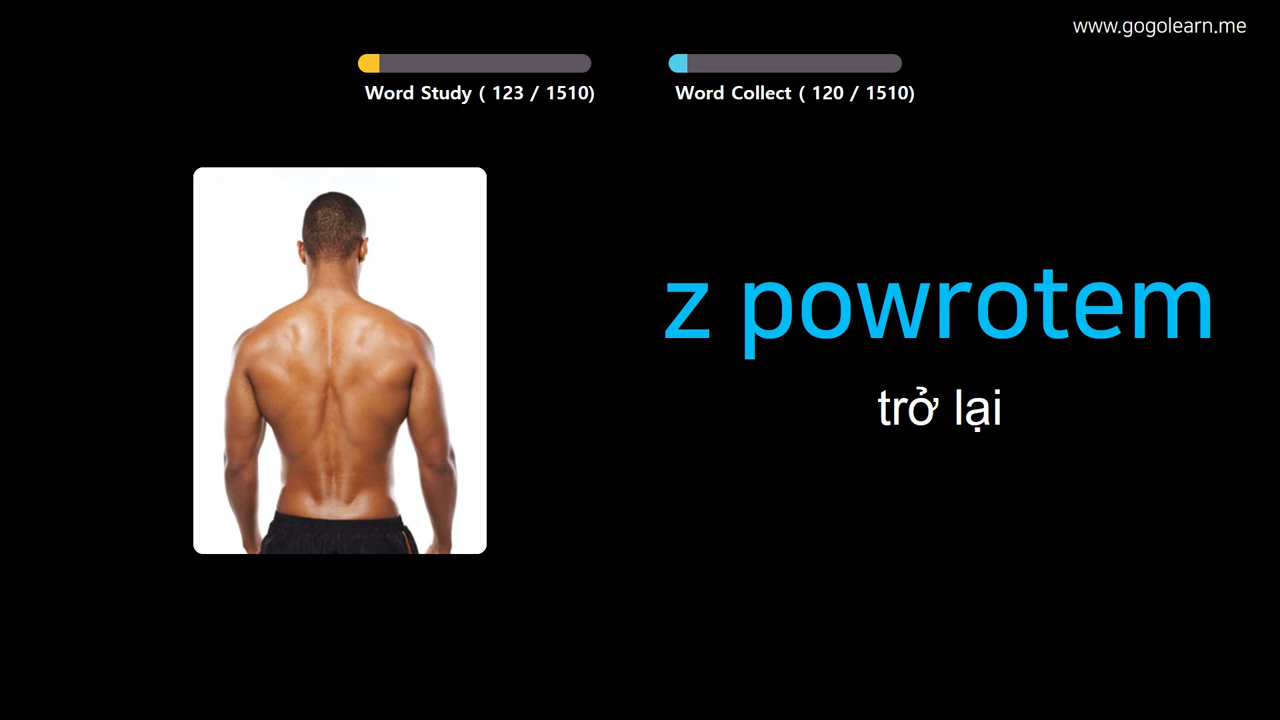 www.gogolearn.me
Word Study ( 123 / 1510)
Word Collect ( 120 / 1510)
z powrotem
trở lại